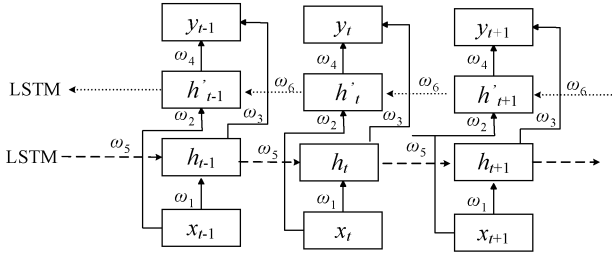 y_{t-1} y_t y_{t+1}
ω_4 ω_4 ω_4
LSTM h'_{t-1} ω_6 h'_t ω_6 h'_{t+1} ω_6
ω_2 ω_3 ω_2 ω_3 ω_2 ω_3
LSTM ω_5 h_{t-1} ω_5 h_t ω_5 h_{t+1}
ω_1 ω_1 ω_1
x_{t-1} x_t x_{t+1}